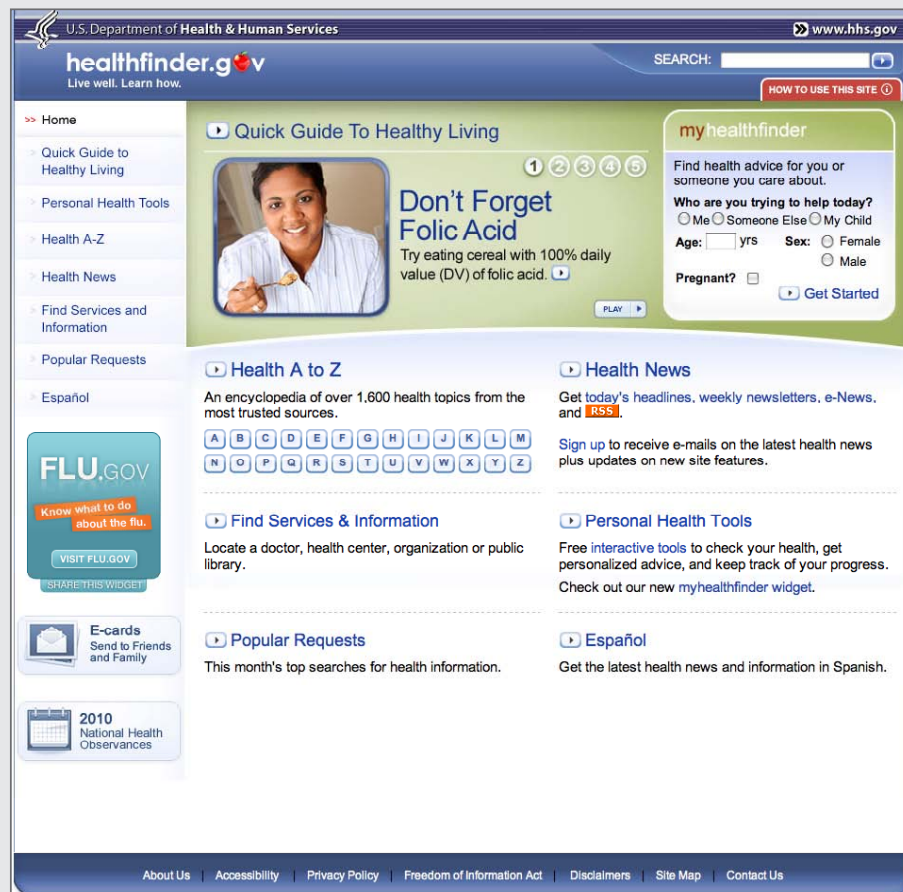 U.S. Department of Health & Human Services
www.hhs.gov
healthfinder.gov
Live well. Learn how.
SEARCH:
HOW TO USE THIS SITE
>> Home
Quick Guide to
Healthy Living
Personal Health Tools
Health A-Z
Health News
Find Services and
Information
Popular Requests
Español
FLU.GOV
Know what to do
about the flu.
VISIT FLU.GOV
SHARE THIS WIDGET
E-cards
Send to Friends
and Family
2010
National Health
Observances
Quick Guide To Healthy Living
1 2 3 4 5
Don't Forget
Folic Acid
Try eating cereal with 100% daily
value (DV) of folic acid.
PLAY
myhealthfinder
Find health advice for you or
someone you care about.
Who are you trying to help today?
Me Someone Else My Child
Age: yrs Sex: Female
Male
Pregnant?
Get Started
Health A to Z
An encyclopedia of over 1,600 health topics from the
most trusted sources.
A B C D E F G H I J K L M
N O P Q R S T U V W X Y Z
Health News
Get today's headlines, weekly newsletters, e-News,
and RSS.
Sign up to receive e-mails on the latest health news
plus updates on new site features.
Find Services & Information
Locate a doctor, health center, organization or public
library.
Personal Health Tools
Free interactive tools to check your health, get
personalized advice, and keep track of your progress.
Check out our new myhealthfinder widget.
Popular Requests
This month's top searches for health information.
Español
Get the latest health news and information in Spanish.
About Us | Accessibility | Privacy Policy | Freedom of Information Act | Disclaimers | Site Map | Contact Us